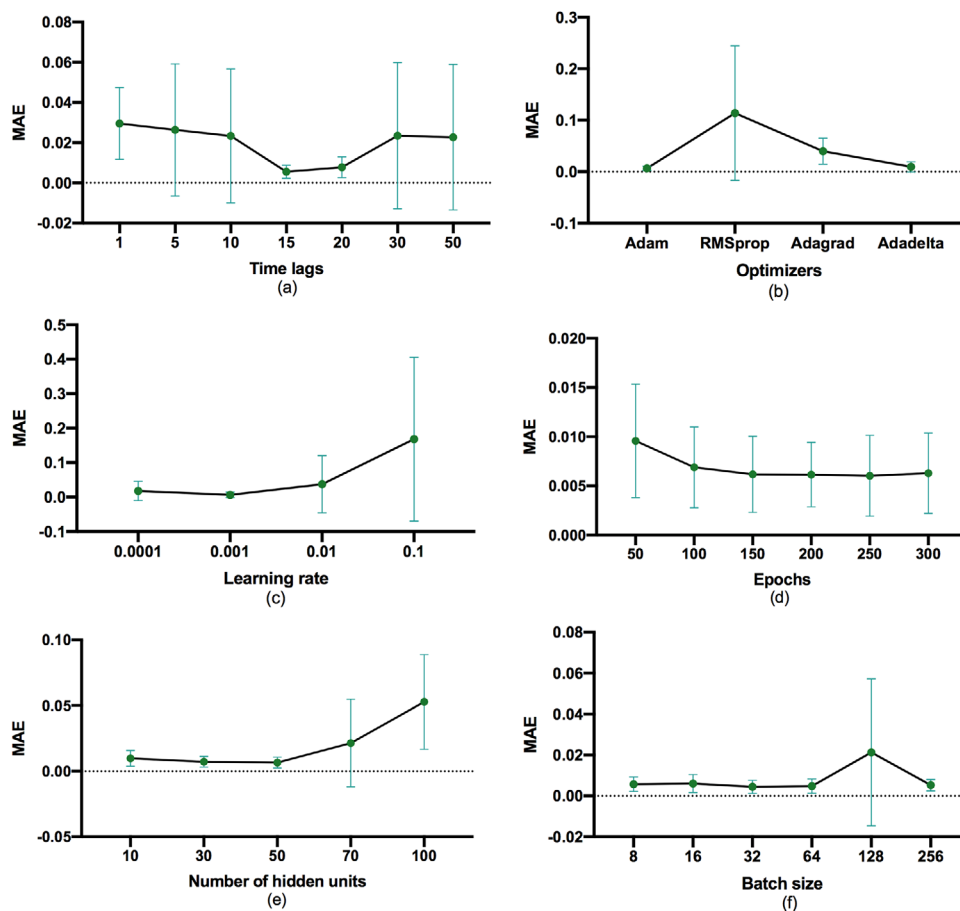 0.08
0.06
0.04
0.02
0.00
-0.02
MAE
1 5 10 15 20 30 50
Time lags
(a)
0.3
0.2
0.1
0.0
-0.1
MAE
Adam RMSprop Adagrad Adadelta
Optimizers
(b)
0.5
0.4
0.3
0.2
0.1
0.0
-0.1
MAE
0.0001 0.001 0.01 0.1
Learning rate
(c)
0.020
0.015
0.010
0.005
0.000
MAE
50 100 150 200 250 300
Epochs
(d)
0.10
0.05
0.00
-0.05
MAE
10 30 50 70 100
Number of hidden units
(e)
0.08
0.06
0.04
0.02
0.00
-0.02
MAE
8 16 32 64 128 256
Batch size
(f)